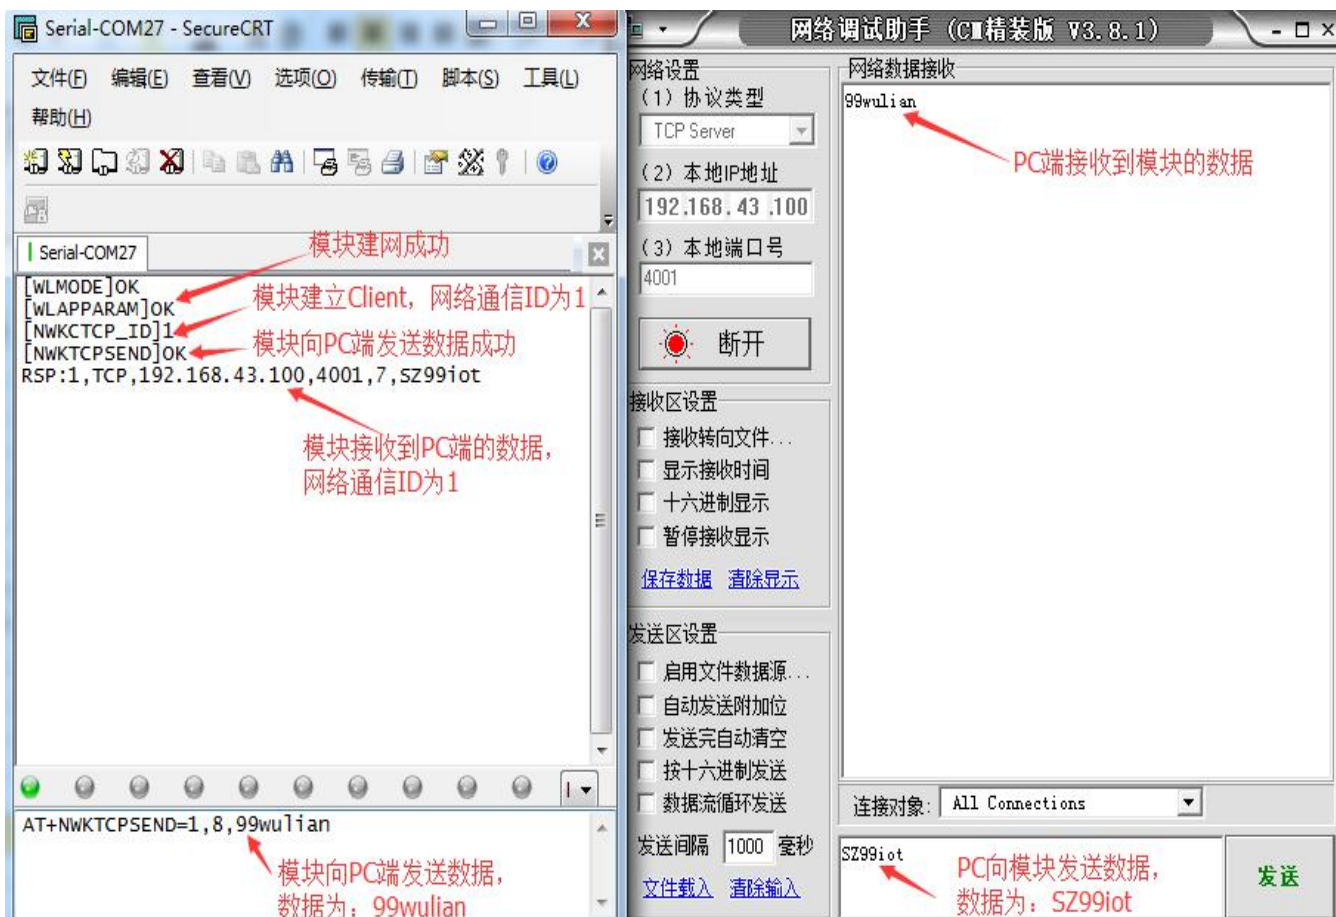 Serial-COM27 - SecureCRT
文件(F) 编辑(E) 查看(V) 选项(O) 传输(T) 脚本(S) 工具(L)
帮助(H)
Serial-COM27
模块建网成功
[WLMODE]OK
[WLAPPARAM]OK
模块建立Client，网络通信ID为1
[NWKCTCP_ID]1
[NWKTCPSEND]OK
模块向PC端发送数据成功
RSP:1,TCP,192.168.43.100,4001,7,SZ99iot
模块接收到PC端的数据，
网络通信ID为1
AT+NWKTCPSEND=1,8,99wulian
模块向PC端发送数据，
数据为：99wulian
网络调试助手 (C■精装版 V3.8.1)
网络设置
(1) 协议类型
TCP Server
(2) 本地IP地址
192.168.43.100
(3) 本地端口号
4001
断开
接收区设置
接收转向文件...
显示接收时间
十六进制显示
暂停接收显示
保存数据 清除显示
发送区设置
启用文件数据源...
自动发送附加位
发送完自动清空
按十六进制发送
数据流循环发送
发送间隔 1000 毫秒
文件载入 清除输入
网络数据接收
99wulian
PC端接收到模块的数据
连接对象: All Connections
SZ99iot
PC向模块发送数据，
数据为：SZ99iot
发送